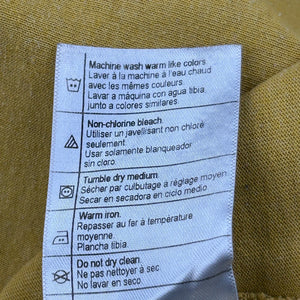 Machine wash warm like colors.
Laver à la machine à l'eau chaud
avec les mêmes couleurs.
Lavar a máquina con agua tibia,
junto a colores similares.
Non-chlorine bleach.
Utiliser un javellisant non chloré
seulement.
Usar solamente blanqueador
sin cloro.
Tumble dry medium.
Sécher par culbutage à réglage moyen.
Secar en secadora en ciclo medio
Warm iron.
Repasser au fer à température
moyenne.
Plancha tibia.
Do not dry clean.
Ne pas nettoyer à sec.
No lavar en seco.